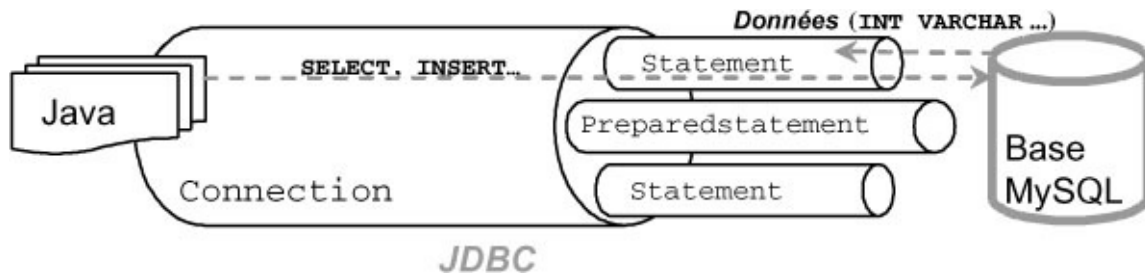 Données (INT VARCHAR …)
SELECT. INSERT…
Statement
Java
Preparedstatement
Connection
Statement
Base
MySQL
JDBC